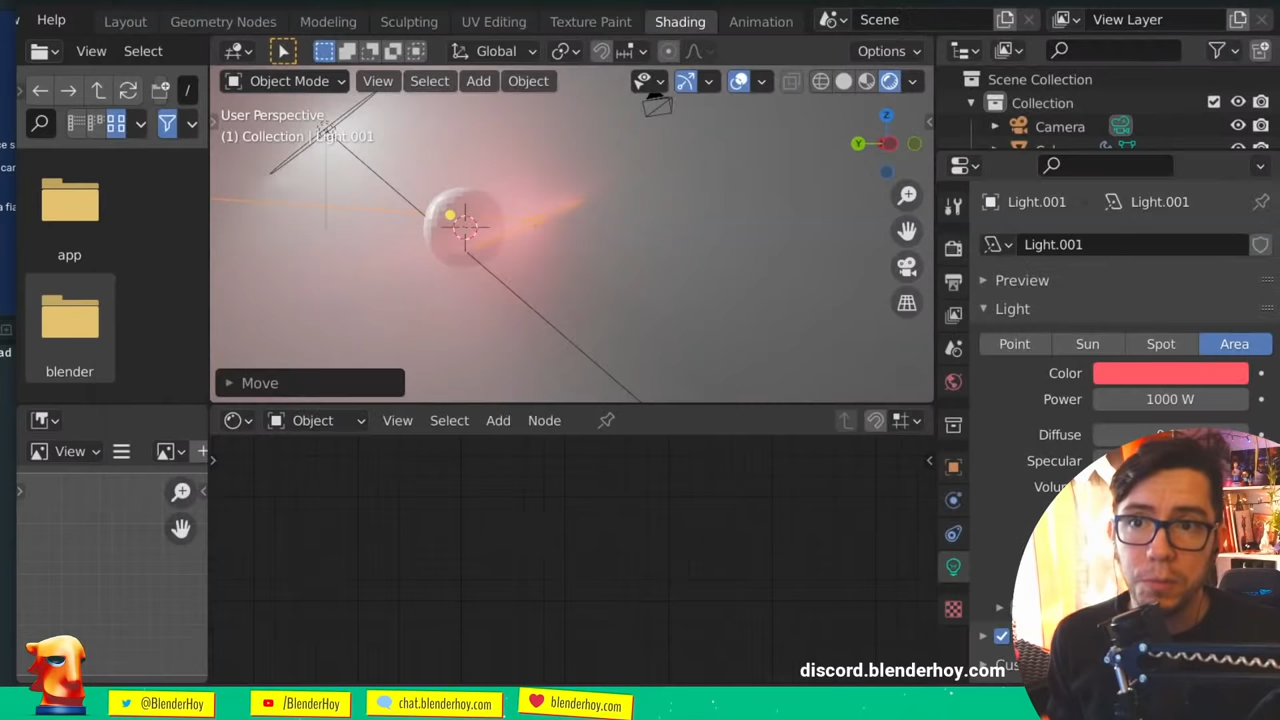 Help
Layout
Geometry Nodes
Modeling
Sculpting
UV Editing
Texture Paint
Shading
Animation
Scene
View Layer
View Select
Global
Options
/
Object Mode
View Select Add Object
User Perspective
(1) Collection | Light.001
Scene Collection
Collection
Camera
Z
Y
app
blender
Light.001
Light.001
Light.001
Preview
Light
Point Sun Spot Area
Color
Power 1000 W
Diffuse
Specular
Move
Object View Select Add Node
View
discord.blenderhoy.com
@BlenderHoy
/BlenderHoy
chat.blenderhoy.com
blenderhoy.com